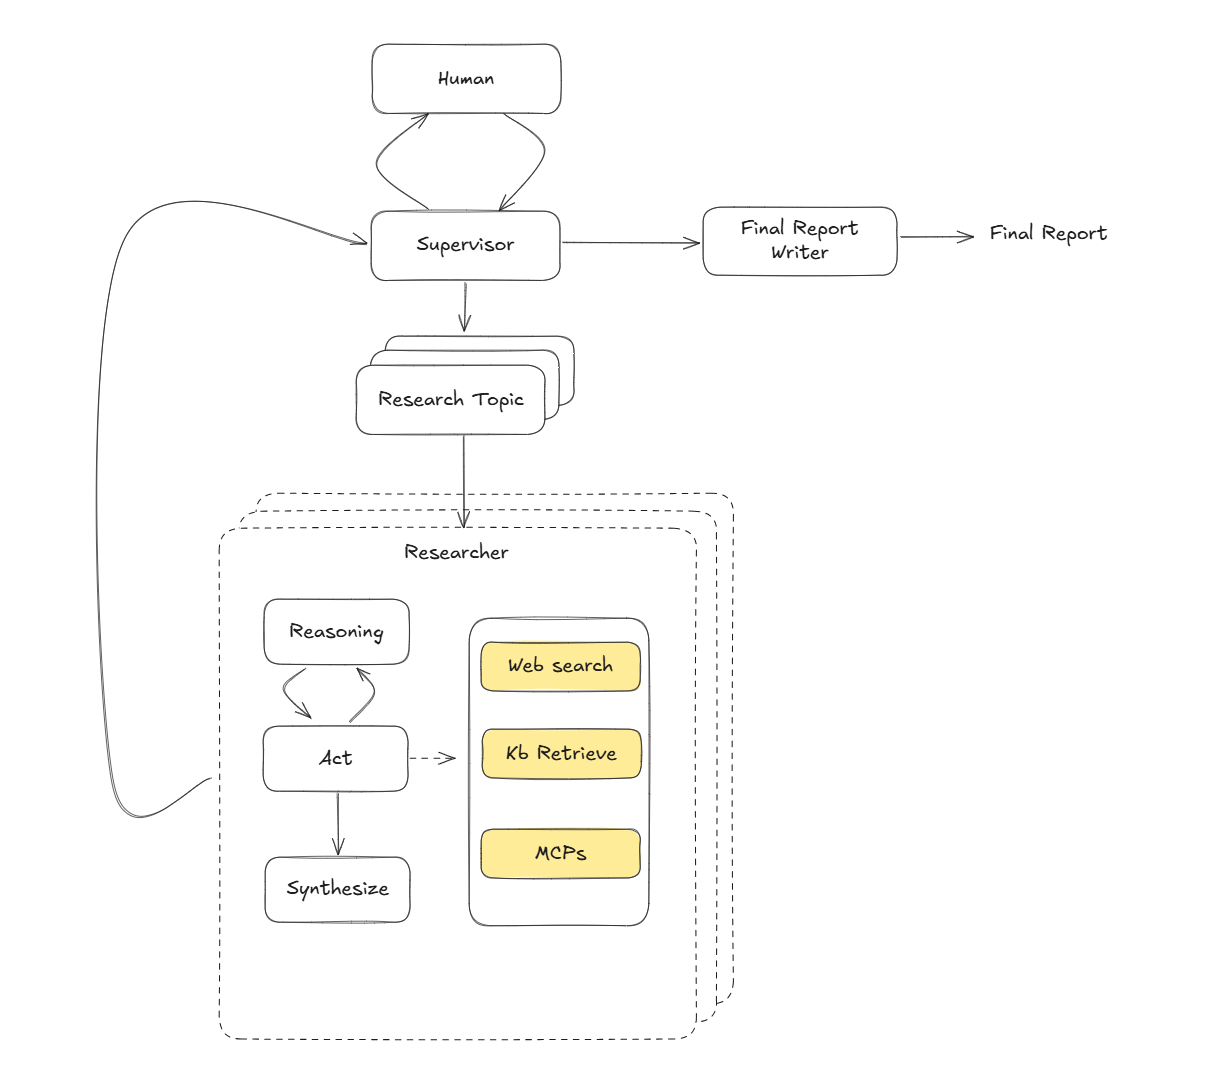 Human
Supervisor
Final Report
Writer
Final Report
Research Topic
Researcher
Reasoning
Act
Synthesize
Web search
Kb Retrieve
MCPs